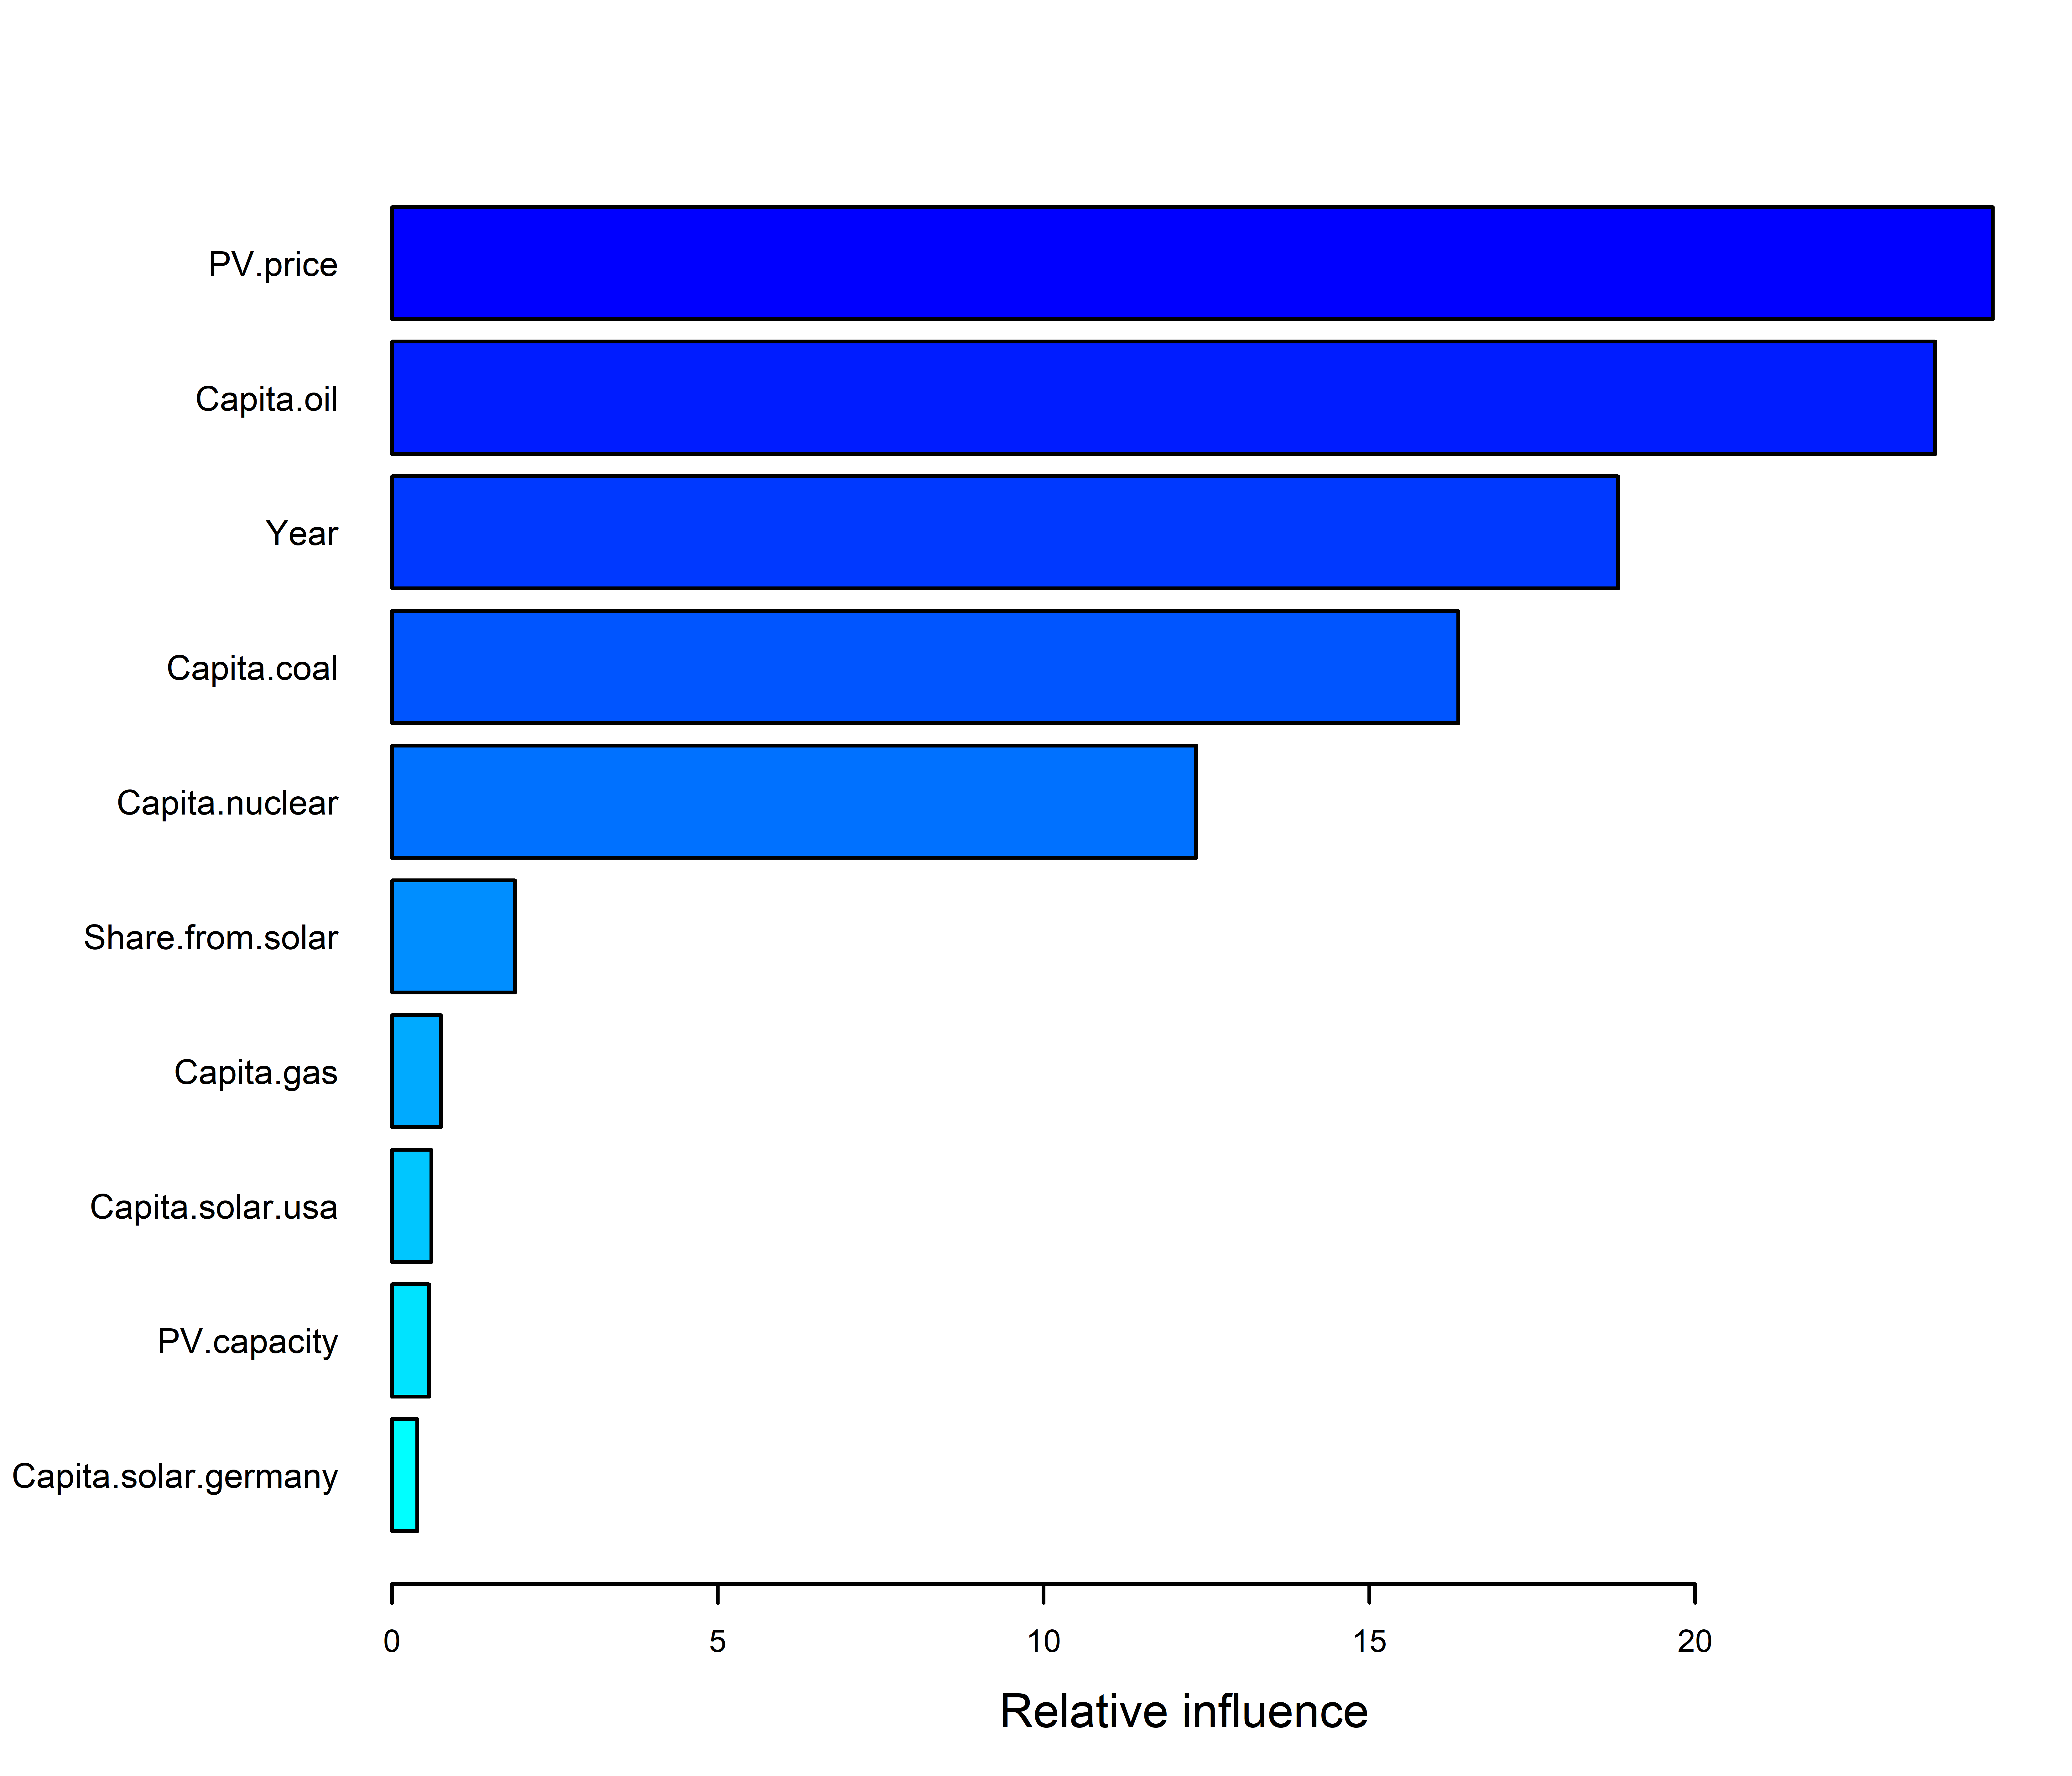 PV.price
Capita.oil
Year
Capita.coal
Capita.nuclear
Share.from.solar
Capita.gas
Capita.solar.usa
PV.capacity
Capita.solar.germany
0 5 10 15 20
Relative influence